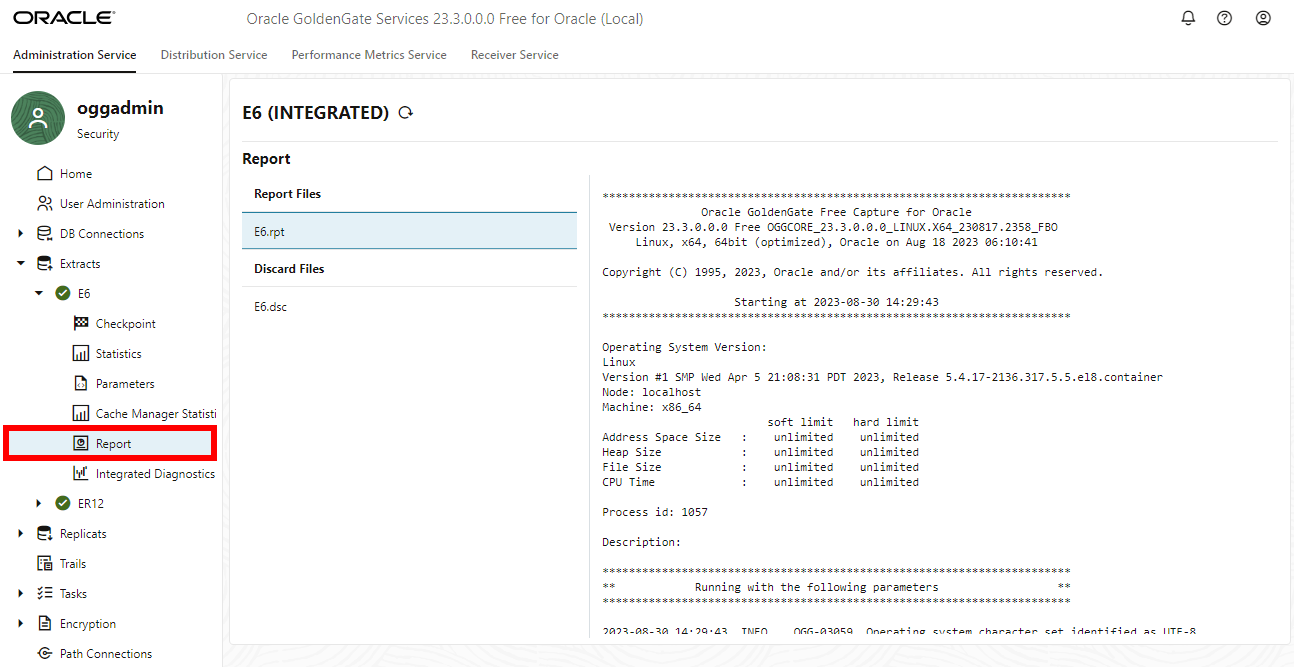 ORACLE
Oracle GoldenGate Services 23.3.0.0.0 Free for Oracle (Local)
Administration Service
Distribution Service
Performance Metrics Service
Receiver Service
oggadmin
Security
Home
User Administration
DB Connections
Extracts
E6
Checkpoint
Statistics
Parameters
Cache Manager Statisti
Report
Integrated Diagnostics
ER12
Replicats
Trails
Tasks
Encryption
Path Connections
E6 (INTEGRATED)
Report
Report Files
E6.rpt
Discard Files
E6.dsc
***********************************************************************
Oracle GoldenGate Free Capture for Oracle
Version 23.3.0.0.0 Free OGGCORE_23.3.0.0.0_LINUX.X64_230817.2358_FBO
Linux, x64, 64bit (optimized), Oracle on Aug 18 2023 06:10:41
Copyright (C) 1995, 2023, Oracle and/or its affiliates. All rights reserved.
Starting at 2023-08-30 14:29:43
***********************************************************************
Operating System Version:
Linux
Version #1 SMP Wed Apr 5 21:08:31 PDT 2023, Release 5.4.17-2136.317.5.5.el8.container
Node: localhost
Machine: x86_64
soft limit hard limit
Address Space Size : unlimited unlimited
Heap Size : unlimited unlimited
File Size : unlimited unlimited
CPU Time : unlimited unlimited
Process id: 1057
Description:
***********************************************************************
** Running with the following parameters **
***********************************************************************
2023-08-30 14:29:43 INFO OGG-03059 Operating system character set identified as UTF-8